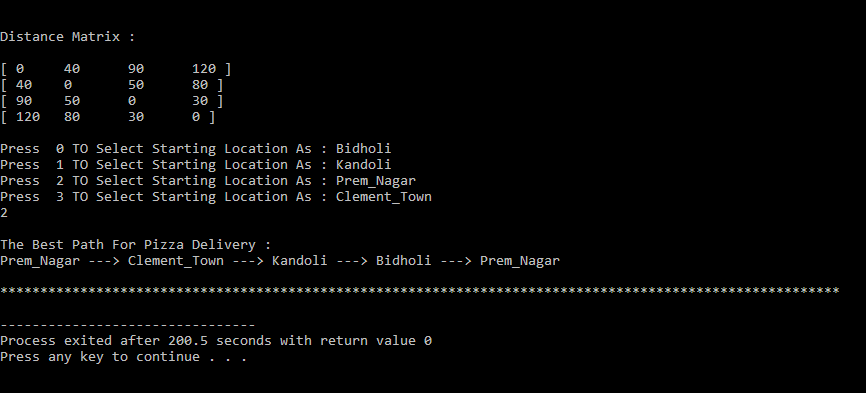 Distance Matrix :
[ 0 40 90 120 ]
[ 40 0 50 80 ]
[ 90 50 0 30 ]
[ 120 80 30 0 ]
Press  0 TO Select Starting Location As : Bidholi
Press  1 TO Select Starting Location As : Kandoli
Press  2 TO Select Starting Location As : Prem_Nagar
Press  3 TO Select Starting Location As : Clement_Town
2
The Best Path For Pizza Delivery :
Prem_Nagar ---> Clement_Town ---> Kandoli ---> Bidholi ---> Prem_Nagar
*********************************************************************************************************
--------------------------------
Process exited after 200.5 seconds with return value 0
Press any key to continue . . .